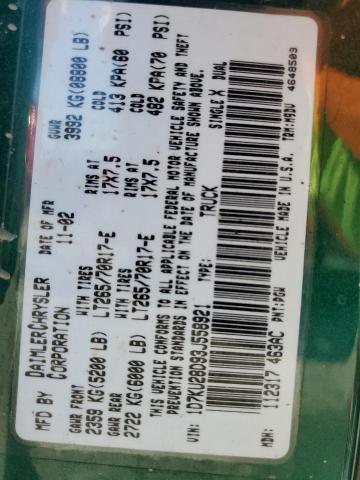 MFD BY DAIMLERCHRYSLER CORPORATION DATE OF MFR 11-02 GVWR 3992 KG(08800 LB)
GAWR FRONT WITH TIRES RIMS AT COLD
2359 KG(5200 LB) LT265/70R17-E 17X7.5 413 KPA(60 PSI)
GAWR REAR WITH TIRES RIMS AT COLD
2722 KG(6000 LB) LT265/70R17-E 17X7.5 482 KPA(70 PSI)
THIS VEHICLE CONFORMS TO ALL APPLICABLE FEDERAL MOTOR VEHICLE SAFETY AND THEFT
PREVENTION STANDARDS IN EFFECT ON THE DATE OF MANUFACTURE SHOWN ABOVE.
VIN: 1D7KU28D93J558921 TYPE: TRUCK SINGLE X DUAL
MDH: 112317 463AC PNT:PGW VEHICLE MADE IN U.S.A. TRM:M9DV 4648503